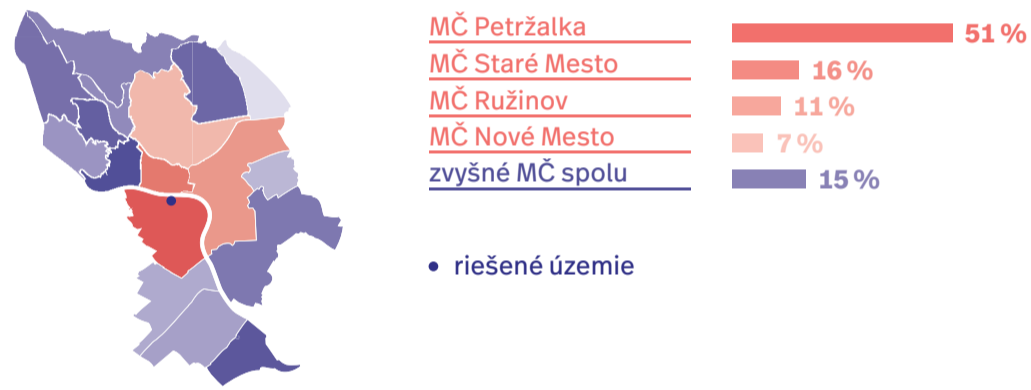 MČ Petržalka 51 %
MČ Staré Mesto 16 %
MČ Ružinov 11 %
MČ Nové Mesto 7 %
zvyšné MČ spolu 15 %
• riešené územie